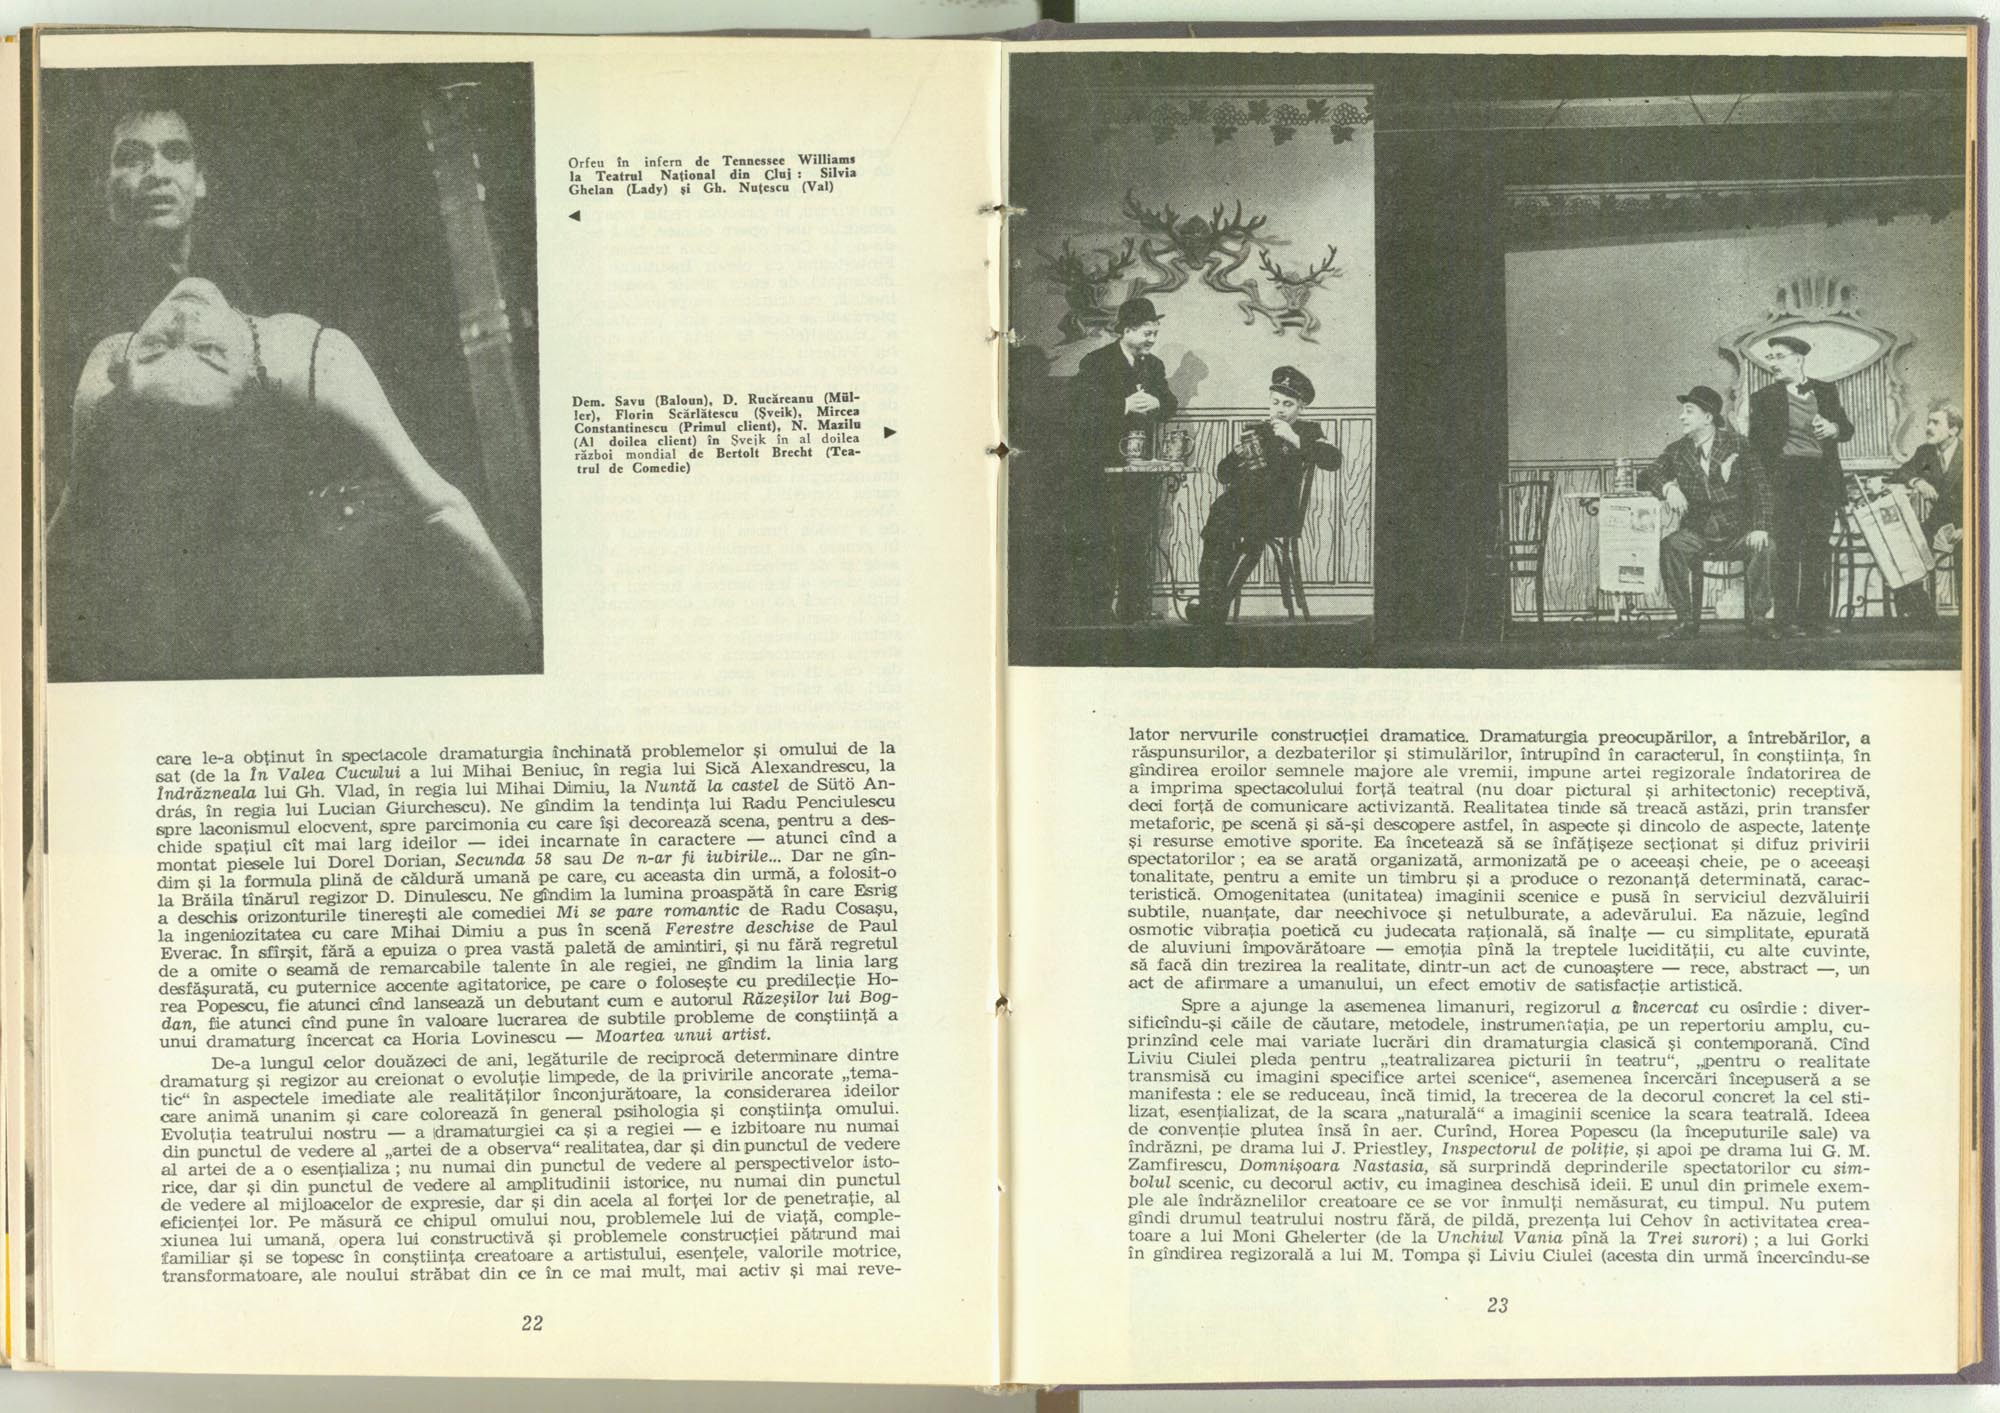 Orfeu în infern de Tennessee Williams
la Teatrul Național din Cluj : Silvia
Ghelan (Lady) și Gh. Nuțescu (Val)
Dem. Savu (Baloun), D. Rucăreanu (Mül-
ler), Florin Scărlătescu (Șveik), Mircea
Constantinescu (Primul client), N. Mazilu
(Al doilea client) în Șvejk în al doilea
război mondial de Bertolt Brecht (Tea-
trul de Comedie)
care le-a obținut în spectacole dramaturgia închinată problemelor și omului de la
sat (de la În Valea Cucului a lui Mihai Beniuc, în regia lui Sică Alexandrescu, la
Îndrăzneala lui Gh. Vlad, în regia lui Mihai Dimiu, la Nuntă la castel de Sütö An-
drás, în regia lui Lucian Giurchescu). Ne gîndim la tendința lui Radu Penciulescu
spre laconismul elocvent, spre parcimonia cu care își decorează scena, pentru a des-
chide spațiul cît mai larg ideilor — idei incarnate în caractere — atunci cînd a
montat piesele lui Dorel Dorian, Secunda 58 sau De n-ar fi iubirile... Dar ne gîn-
dim și la formula plină de căldură umană pe care, cu aceasta din urmă, a folosit-o
la Brăila tînărul regizor D. Dinulescu. Ne gîndim la lumina proaspătă în care Esrig
a deschis orizonturile tinerești ale comediei Mi se pare romantic de Radu Cosașu,
la ingeniozitatea cu care Mihai Dimiu a pus în scenă Ferestre deschise de Paul
Everac. În sfîrșit, fără a epuiza o prea vastă paletă de amintiri, și nu fără regretul
de a omite o seamă de remarcabile talente în ale regiei, ne gîndim la linia larg
desfășurată, cu puternice accente agitatorice, pe care o folosește cu predilecție Ho-
rea Popescu, fie atunci cînd lansează un debutant cum e autorul Răzeșilor lui Bog-
dan, fie atunci cînd pune în valoare lucrarea de subtile probleme de conștiință a
unui dramaturg încercat ca Horia Lovinescu — Moartea unui artist.
De-a lungul celor douăzeci de ani, legăturile de reciprocă determinare dintre
dramaturg și regizor au creionat o evoluție limpede, de la privirile ancorate „tema-
tic“ în aspectele imediate ale realităților înconjurătoare, la considerarea ideilor
care animă unanim și care colorează în general psihologia și conștiința omului.
Evoluția teatrului nostru — a dramaturgiei ca și a regiei — e izbitoare nu numai
din punctul de vedere al „artei de a observa“ realitatea, dar și din punctul de vedere
al artei de a o esențializa ; nu numai din punctul de vedere al perspectivelor isto-
rice, dar și din punctul de vedere al amplitudinii istorice, nu numai din punctul
de vedere al mijloacelor de expresie, dar și din acela al forței lor de penetrație, al
eficienței lor. Pe măsură ce chipul omului nou, problemele lui de viață, comple-
xiunea lui umană, opera lui constructivă și problemele construcției pătrund mai
familiar și se topesc în conștiința creatoare a artistului, esențele, valorile motrice,
transformatoare, ale noului străbat din ce în ce mai mult, mai activ și mai reve-
22
lator nervurile construcției dramatice. Dramaturgia preocupărilor, a întrebărilor, a
răspunsurilor, a dezbaterilor și stimulărilor, întrupînd în caracterul, în conștiința, în
gîndirea eroilor semnele majore ale vremii, impune artei regizorale îndatorirea de
a imprima spectacolului forță teatral (nu doar pictural și arhitectonic) receptivă,
deci forță de comunicare activizantă. Realitatea tinde să treacă astăzi, prin transfer
metaforic, pe scenă și să-și descopere astfel, în aspecte și dincolo de aspecte, latențe
și resurse emotive sporite. Ea încetează să se înfățișeze secționat și difuz privirii
spectatorilor ; ea se arată organizată, armonizată pe o aceeași cheie, pe o aceeași
tonalitate, pentru a emite un timbru și a produce o rezonanță determinată, carac-
teristică. Omogenitatea (unitatea) imaginii scenice e pusă în serviciul dezvăluirii
subtile, nuanțate, dar neechivoce și netulburate, a adevărului. Ea năzuie, legînd
osmotic vibrația poetică cu judecata rațională, să înalțe — cu simplitate, epurată
de aluviuni împovărătoare — emoția pînă la treptele lucidității, cu alte cuvinte,
să facă din trezirea la realitate, dintr-un act de cunoaștere — rece, abstract —, un
act de afirmare a umanului, un efect emotiv de satisfacție artistică.
Spre a ajunge la asemenea limanuri, regizorul a încercat cu osîrdie : diver-
sificîndu-și căile de căutare, metodele, instrumentația, pe un repertoriu amplu, cu-
prinzînd cele mai variate lucrări din dramaturgia clasică și contemporană. Cînd
Liviu Ciulei pleda pentru „teatralizarea picturii în teatru“, „pentru o realitate
transmisă cu imagini specifice artei scenice“, asemenea încercări începuseră a se
manifesta : ele se reduceau, încă timid, la trecerea de la decorul concret la cel sti-
lizat, esențializat, de la scara „naturală“ a imaginii scenice la scara teatrală. Ideea
de convenție plutea însă în aer. Curînd, Horea Popescu (la începuturile sale) va
îndrăzni, pe drama lui J. Priestley, Inspectorul de poliție, și apoi pe drama lui G. M.
Zamfirescu, Domnișoara Nastasia, să surprindă deprinderile spectatorilor cu sim-
bolul scenic, cu decorul activ, cu imaginea deschisă ideii. E unul din primele exem-
ple ale îndrăznelilor creatoare ce se vor înmulți nemăsurat, cu timpul. Nu putem
gîndi drumul teatrului nostru fără, de pildă, prezența lui Cehov în activitatea crea-
toare a lui Moni Ghelerter (de la Unchiul Vania pînă la Trei surori) ; a lui Gorki
în gîndirea regizorală a lui M. Tompa și Liviu Ciulei (acesta din urmă încercîndu-se
23